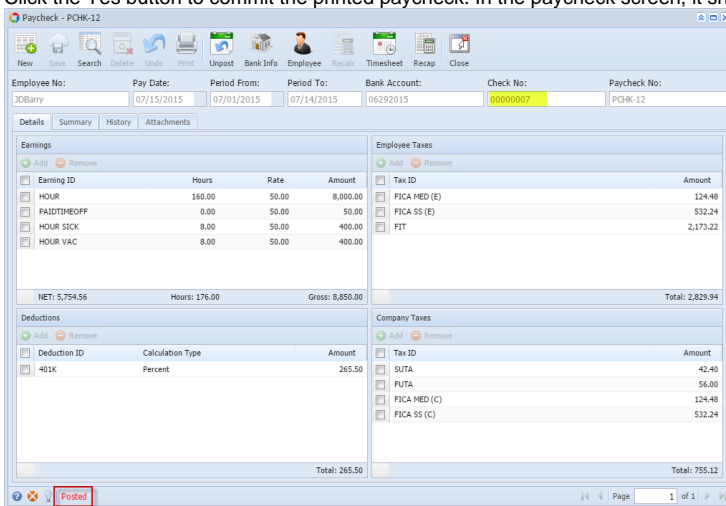 Click the Yes button to commit the printed paycheck. In the paycheck screen, it sh
Paycheck - PCHK-12
New Save Search Delete Undo Print Unpost Bank Info Employee Recalc Timesheet Recap Close
Employee No: Pay Date: Period From: Period To: Bank Account: Check No: Paycheck No:
JDBarry 07/15/2015 07/01/2015 07/14/2015 06292015 00000007 PCHK-12
Details Summary History Attachments
Earnings
Add Remove
Earning ID Hours Rate Amount
HOUR 160.00 50.00 8,000.00
PAIDTIMEOFF 0.00 50.00 50.00
HOUR SICK 8.00 50.00 400.00
HOUR VAC 8.00 50.00 400.00
NET: 5,754.56 Hours: 176.00 Gross: 8,850.00
Employee Taxes
Add Remove
Tax ID Amount
FICA MED (E) 124.48
FICA SS (E) 532.24
FIT 2,173.22
Total: 2,829.94
Deductions
Add Remove
Deduction ID Calculation Type Amount
401K Percent 265.50
Total: 265.50
Company Taxes
Add Remove
Tax ID Amount
SUTA 42.40
FUTA 56.00
FICA MED (C) 124.48
FICA SS (C) 532.24
Total: 755.12
Posted Page 1 of 1